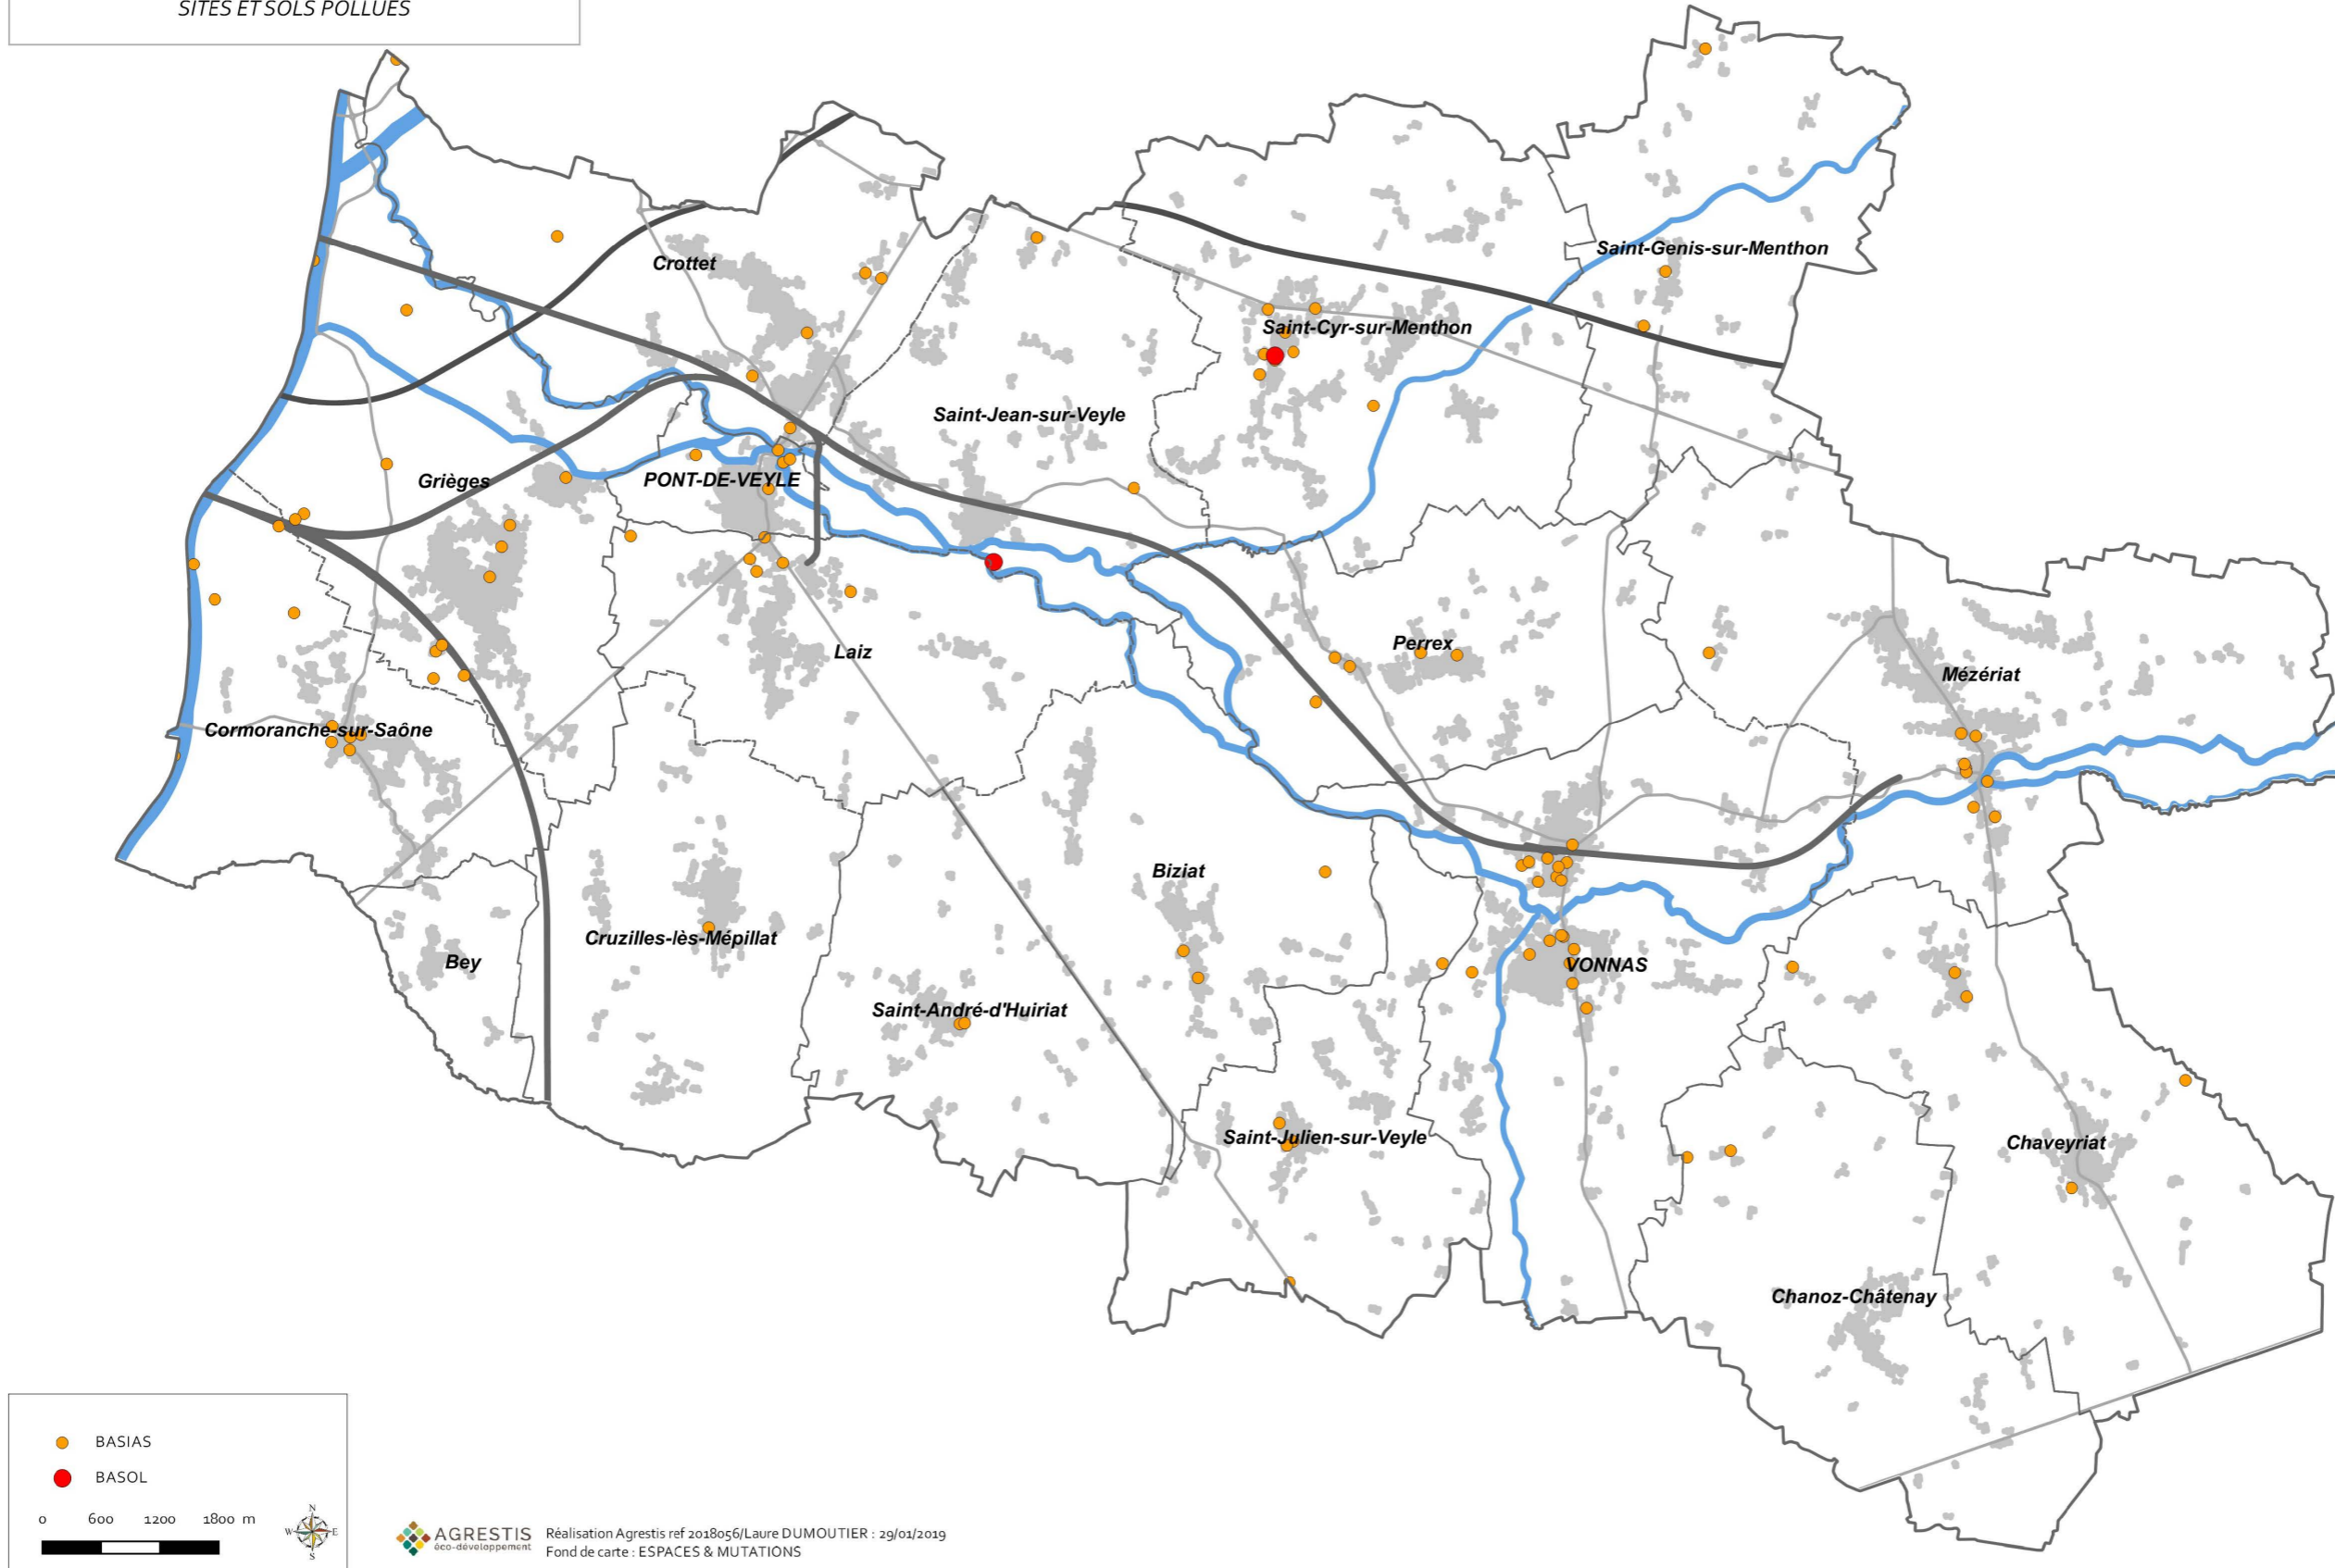 SITES ET SOLS POLLUÉS
Crottet
Saint-Genis-sur-Menthon
Saint-Cyr-sur-Menthon
Saint-Jean-sur-Veyle
Grièges
PONT-DE-VEYLE
Laiz
Perrex
Mézériat
Cormoranche-sur-Saône
Biziat
Cruzilles-lès-Mépillat
Bey
VONNAS
Saint-André-d'Huiriat
Saint-Julien-sur-Veyle
Chaveyriat
Chanoz-Châtenay
BASIAS
BASOL
0 600 1200 1800 m
N
W E
S
AGRESTIS
éco-développement
Réalisation Agrestis ref 2018056/Laure DUMOUTIER : 29/01/2019
Fond de carte : ESPACES & MUTATIONS